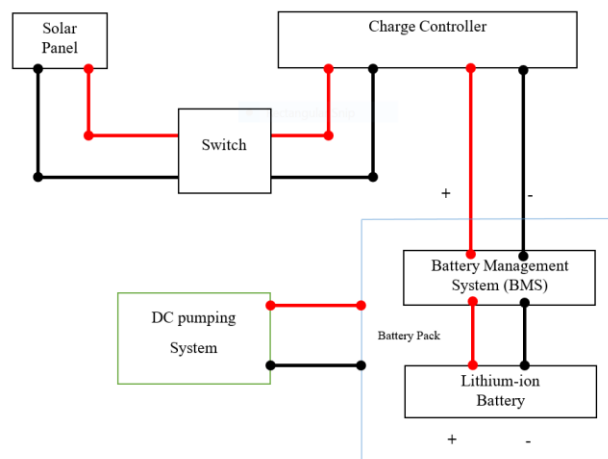 Solar
Panel
Charge Controller
Switch
+
-
Battery Management
System (BMS)
DC pumping
System
Battery Pack
Lithium-ion
Battery
+
-